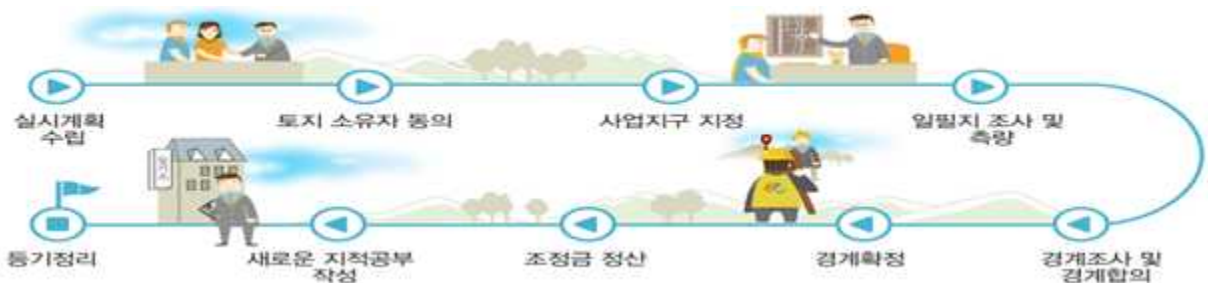 실시계획
수립
토지 소유자 동의
사업지구 지정
일필지 조사 및
측량
경계조사 및
경계합의
경계확정
조정금 정산
새로운 지적공부
작성
등기정리